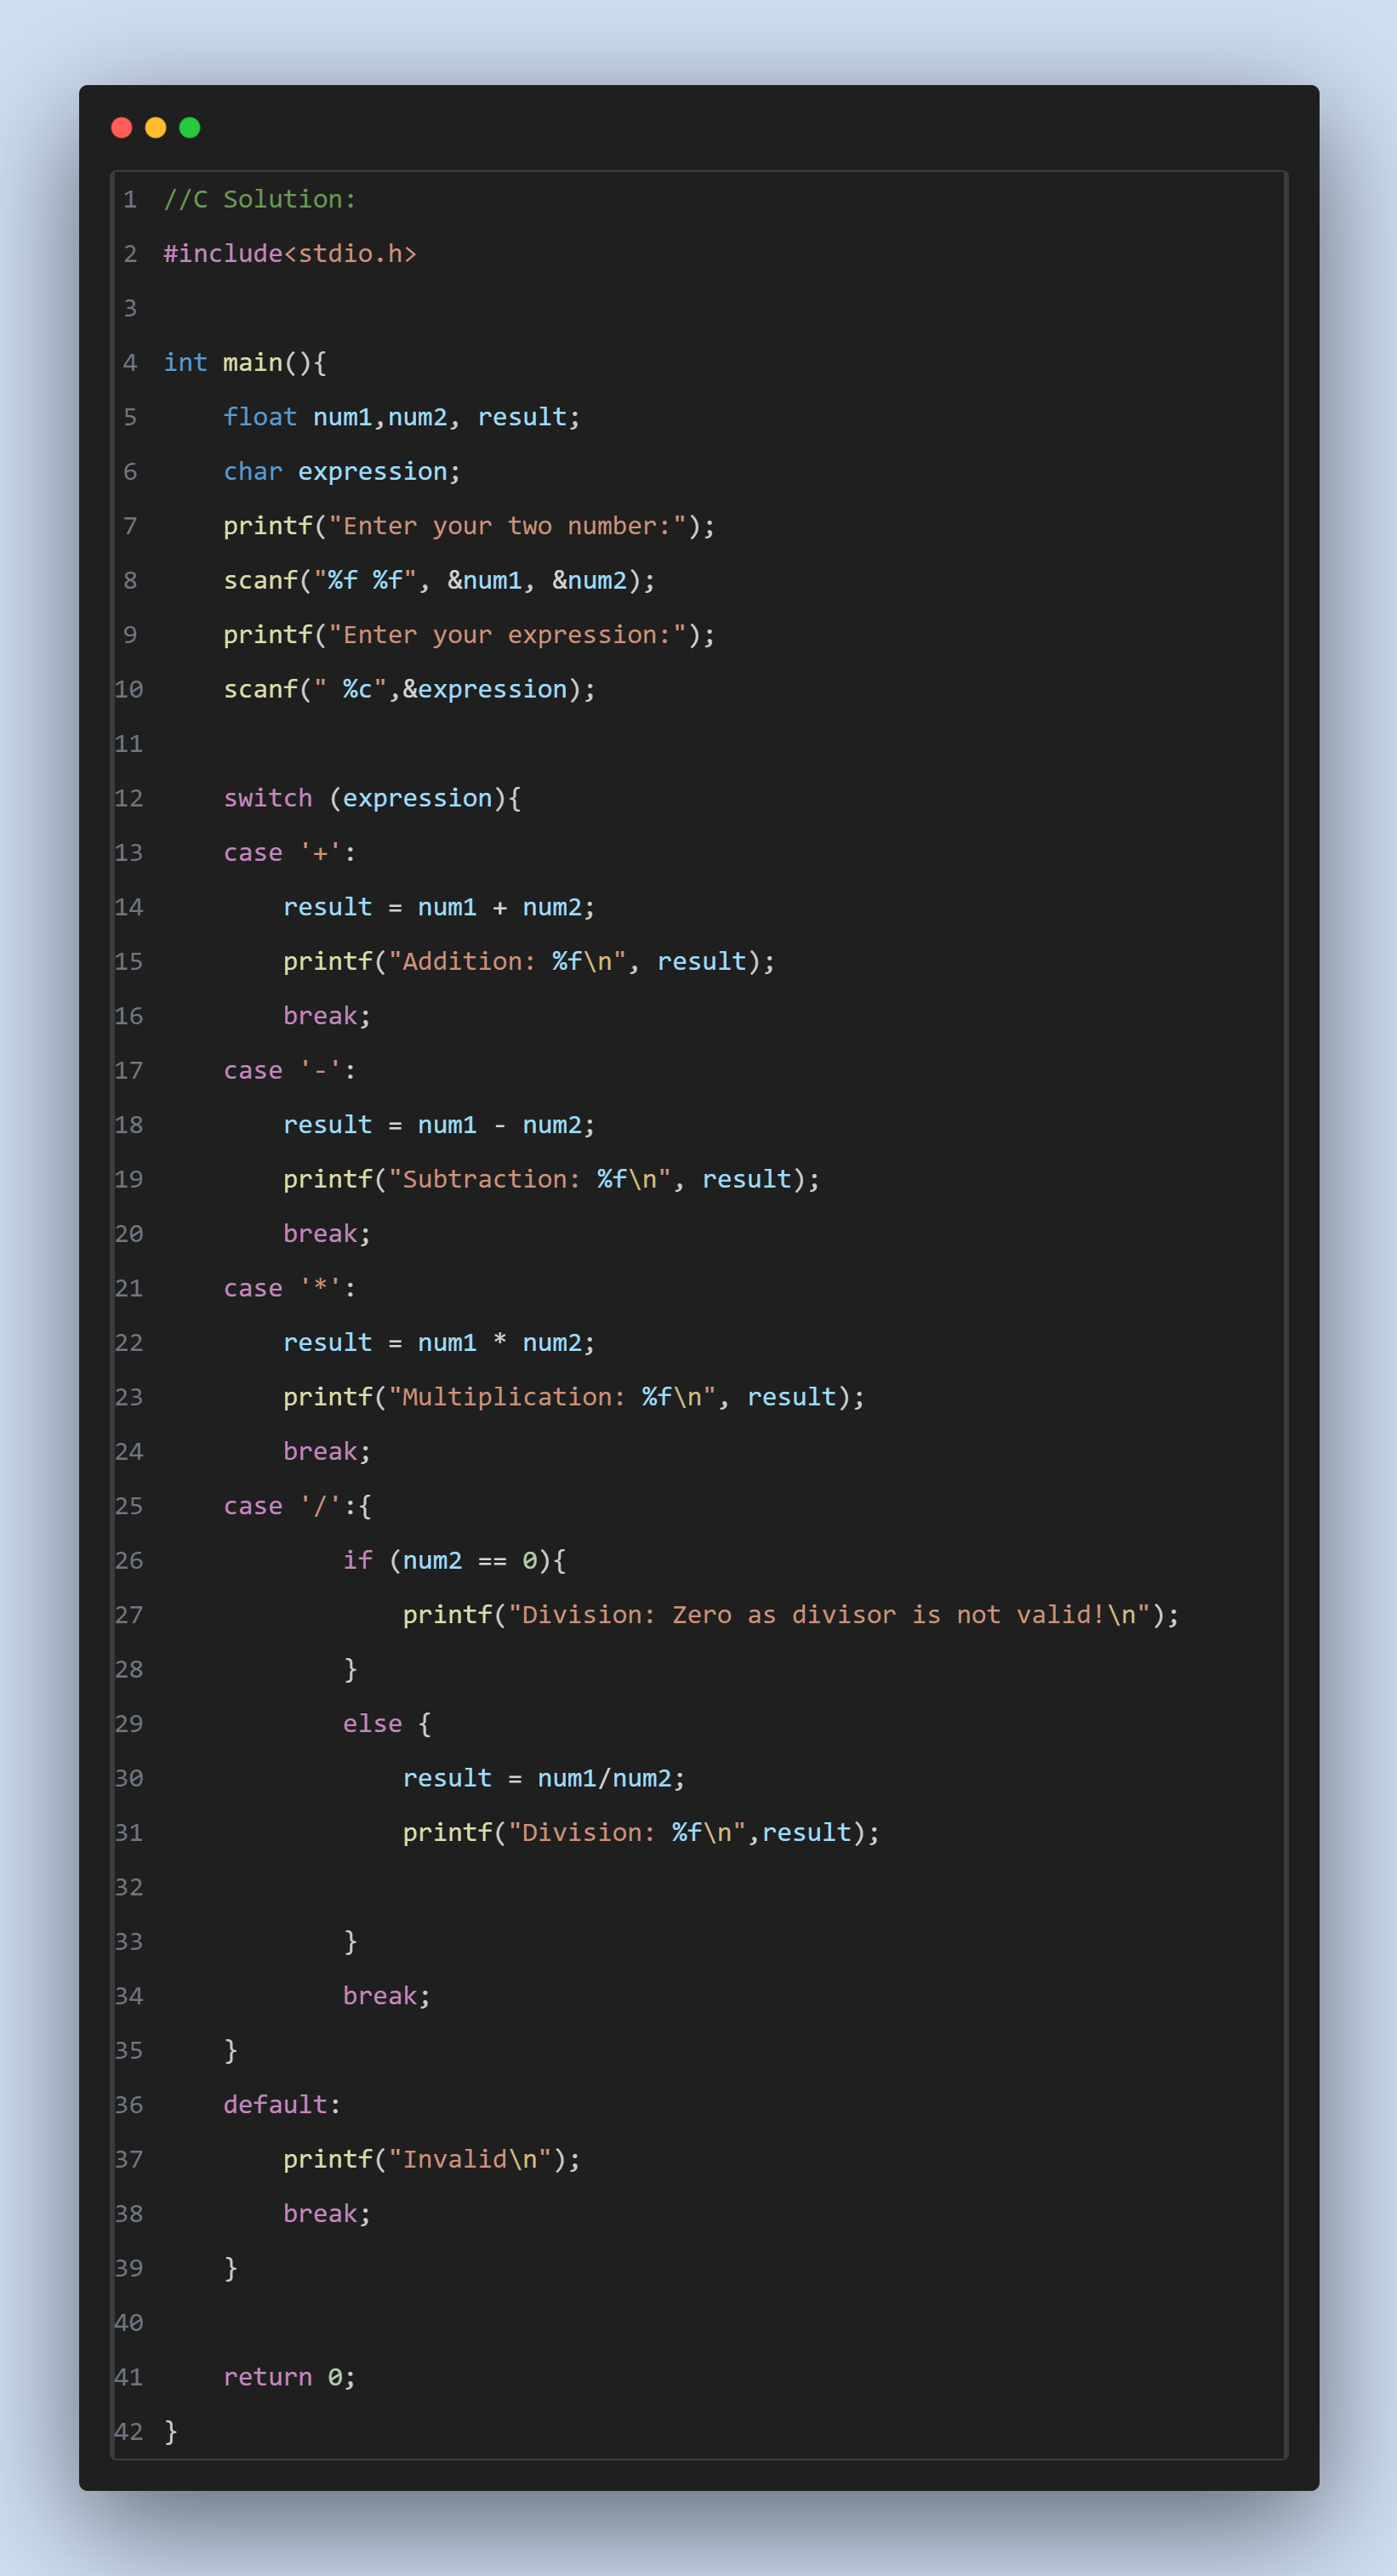 1 //C Solution:
2 #include<stdio.h>
3
4 int main(){
5     float num1,num2, result;
6     char expression;
7     printf("Enter your two number:");
8     scanf("%f %f", &num1, &num2);
9     printf("Enter your expression:");
10     scanf(" %c",&expression);
11
12     switch (expression){
13     case '+':
14         result = num1 + num2;
15         printf("Addition: %f\n", result);
16         break;
17     case '-':
18         result = num1 - num2;
19         printf("Subtraction: %f\n", result);
20         break;
21     case '*':
22         result = num1 * num2;
23         printf("Multiplication: %f\n", result);
24         break;
25     case '/':{
26             if (num2 == 0){
27                 printf("Division: Zero as divisor is not valid!\n");
28             }
29             else {
30                 result = num1/num2;
31                 printf("Division: %f\n",result);
32
33             }
34             break;
35     }
36     default:
37         printf("Invalid\n");
38         break;
39     }
40
41     return 0;
42 }